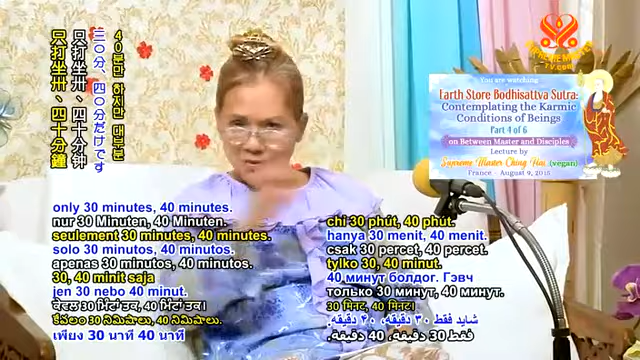 SUPREME MASTER
TV.com
You are watching
Earth Store Bodhisattva Sutra:
Contemplating the Karmic
Conditions of Beings
Part 4 of 6
on Between Master and Disciples
Lecture by
Supreme Master Ching Hai (vegan)
France - August 9, 2015
40분만 하지만 대부분
三〇分、四〇分だけです
只打坐卅、四十分钟
只打坐卅、四十分鐘
only 30 minutes, 40 minutes.
nur 30 Minuten, 40 Minuten.
seulement 30 minutes, 40 minutes.
solo 30 minutos, 40 minutos.
apenas 30 minutos, 40 minutos.
30, 40 minit saja
jen 30 nebo 40 minut.
ਕੇਵਲ 30 ਮਿੰਟਾਂ ਤਕ, 40 ਮਿੰਟਾਂ ਤਕ।
కేవలం 30 నిమిషాలు, 40 నిమిషాలు.
เพียง 30 นาที 40 นาที
chỉ 30 phút, 40 phút.
hanya 30 menit, 40 menit.
csak 30 percet, 40 percet.
tylko 30, 40 minut.
40 минут болдог. Гэвч
только 30 минут, 40 минут.
30 मिनट, 40 मिनट।
شاید فقط ۳۰ دقیقه، ۴۰ دقیقه.
فقط 30 دقيقة، 40 دقيقة.